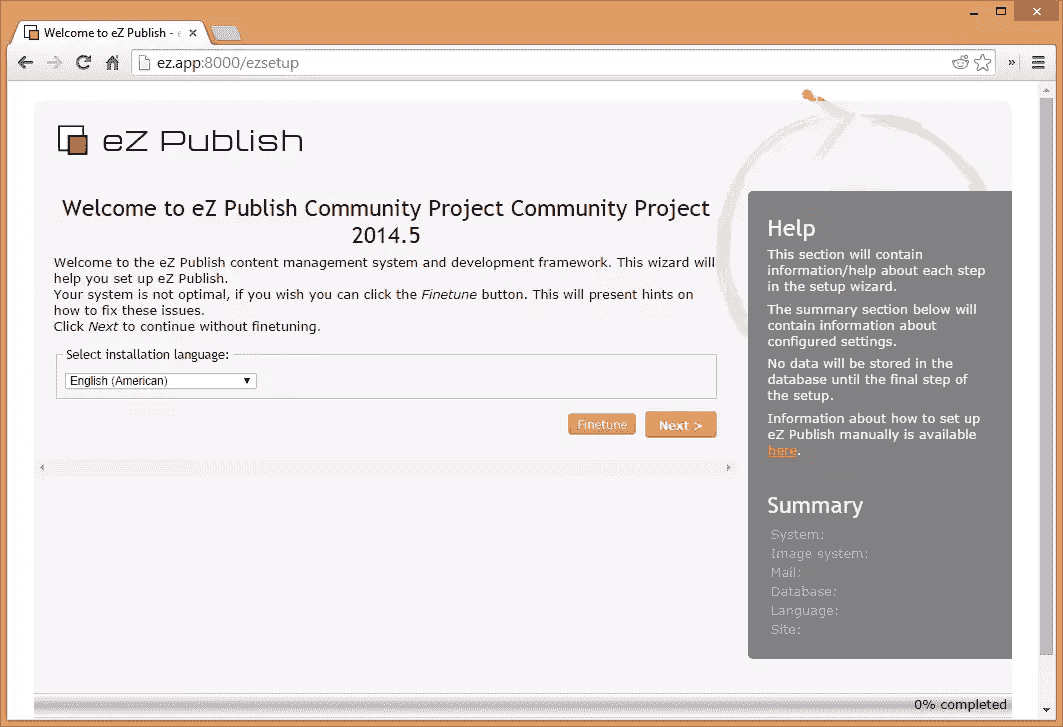 Welcome to eZ Publish - e
ez.app:8000/ezsetup
eZ Publish
Welcome to eZ Publish Community Project Community Project
2014.5
Welcome to the eZ Publish content management system and development framework. This wizard will
help you set up eZ Publish.
Your system is not optimal, if you wish you can click the Finetune button. This will present hints on
how to fix these issues.
Click Next to continue without finetuning.
Select installation language:
English (American)
Finetune
Next >
Help
This section will contain
information/help about each step
in the setup wizard.
The summary section below will
contain information about
configured settings.
No data will be stored in the
database until the final step of
the setup.
Information about how to set up
eZ Publish manually is available
here.
Summary
System:
Image system:
Mail:
Database:
Language:
Site:
0% completed